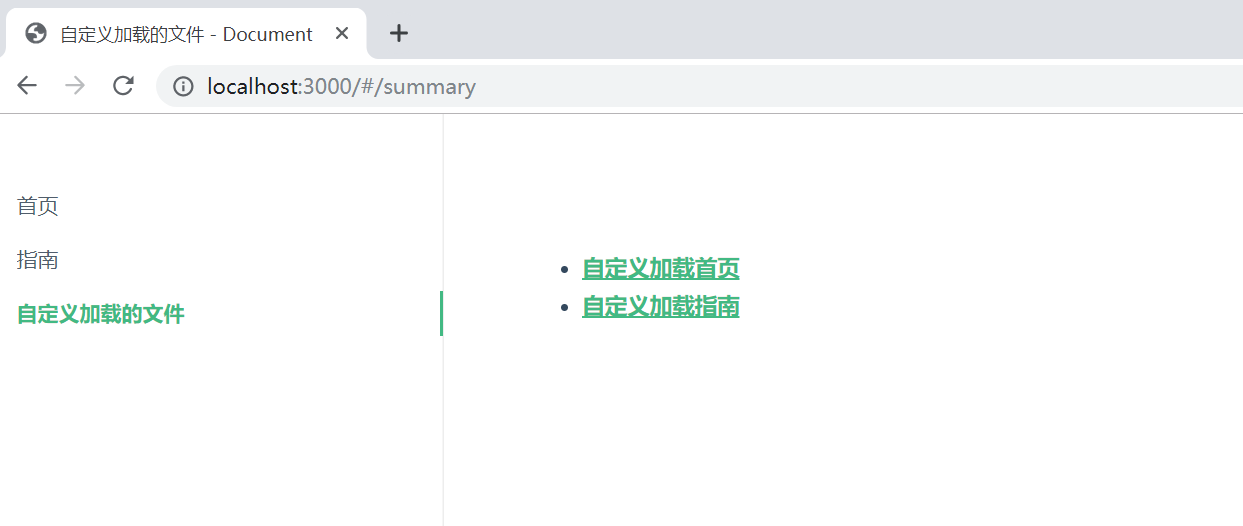 自定义加载的文件 - Document
localhost:3000/#/summary
首页
指南
自定义加载的文件
自定义加载首页
自定义加载指南